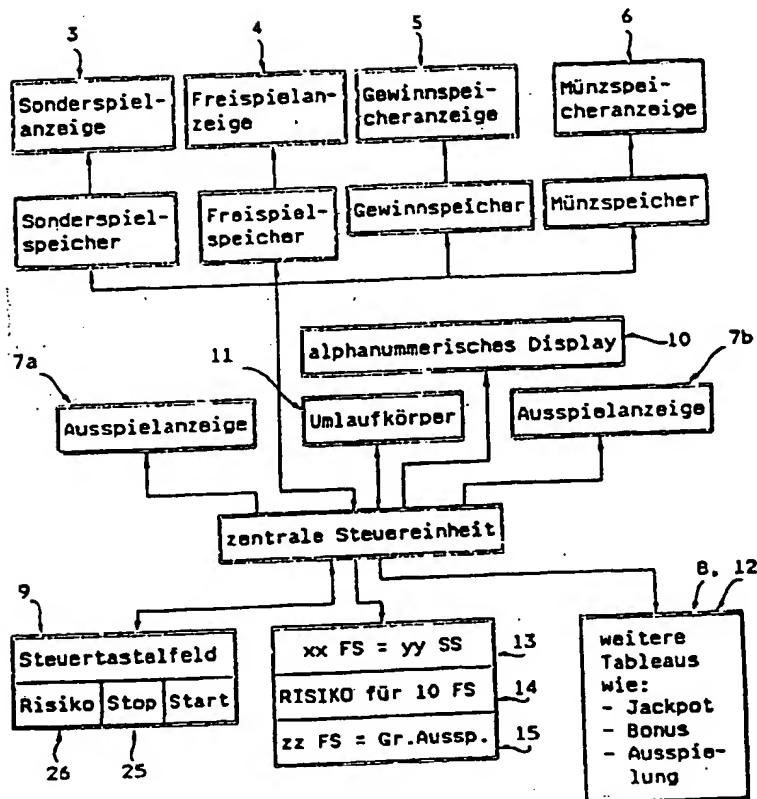 3
4
5
6
Sonderspiel-
anzeige
Freispielan-
zeige
Gewinnspei-
cheranzeige
Münzspei-
cheranzeige
Sonderspiel-
speicher
Freispiel-
speicher
Gewinnspeicher
Münzspeicher
7a
11
alphanummerisches Display
10
7b
Ausspielanzeige
Umlaufkörper
Ausspielanzeige
zentrale Steuereinheit
9
8, 12
Steuertastelfeld
Risiko Stop Start
26
25
xx FS = yy SS
13
RISIKO für 10 FS
14
zz FS = Gr.Aussp.
15
weitere
Tableaus
wie:
- Jackpot
- Bonus
- Ausspie-
lung